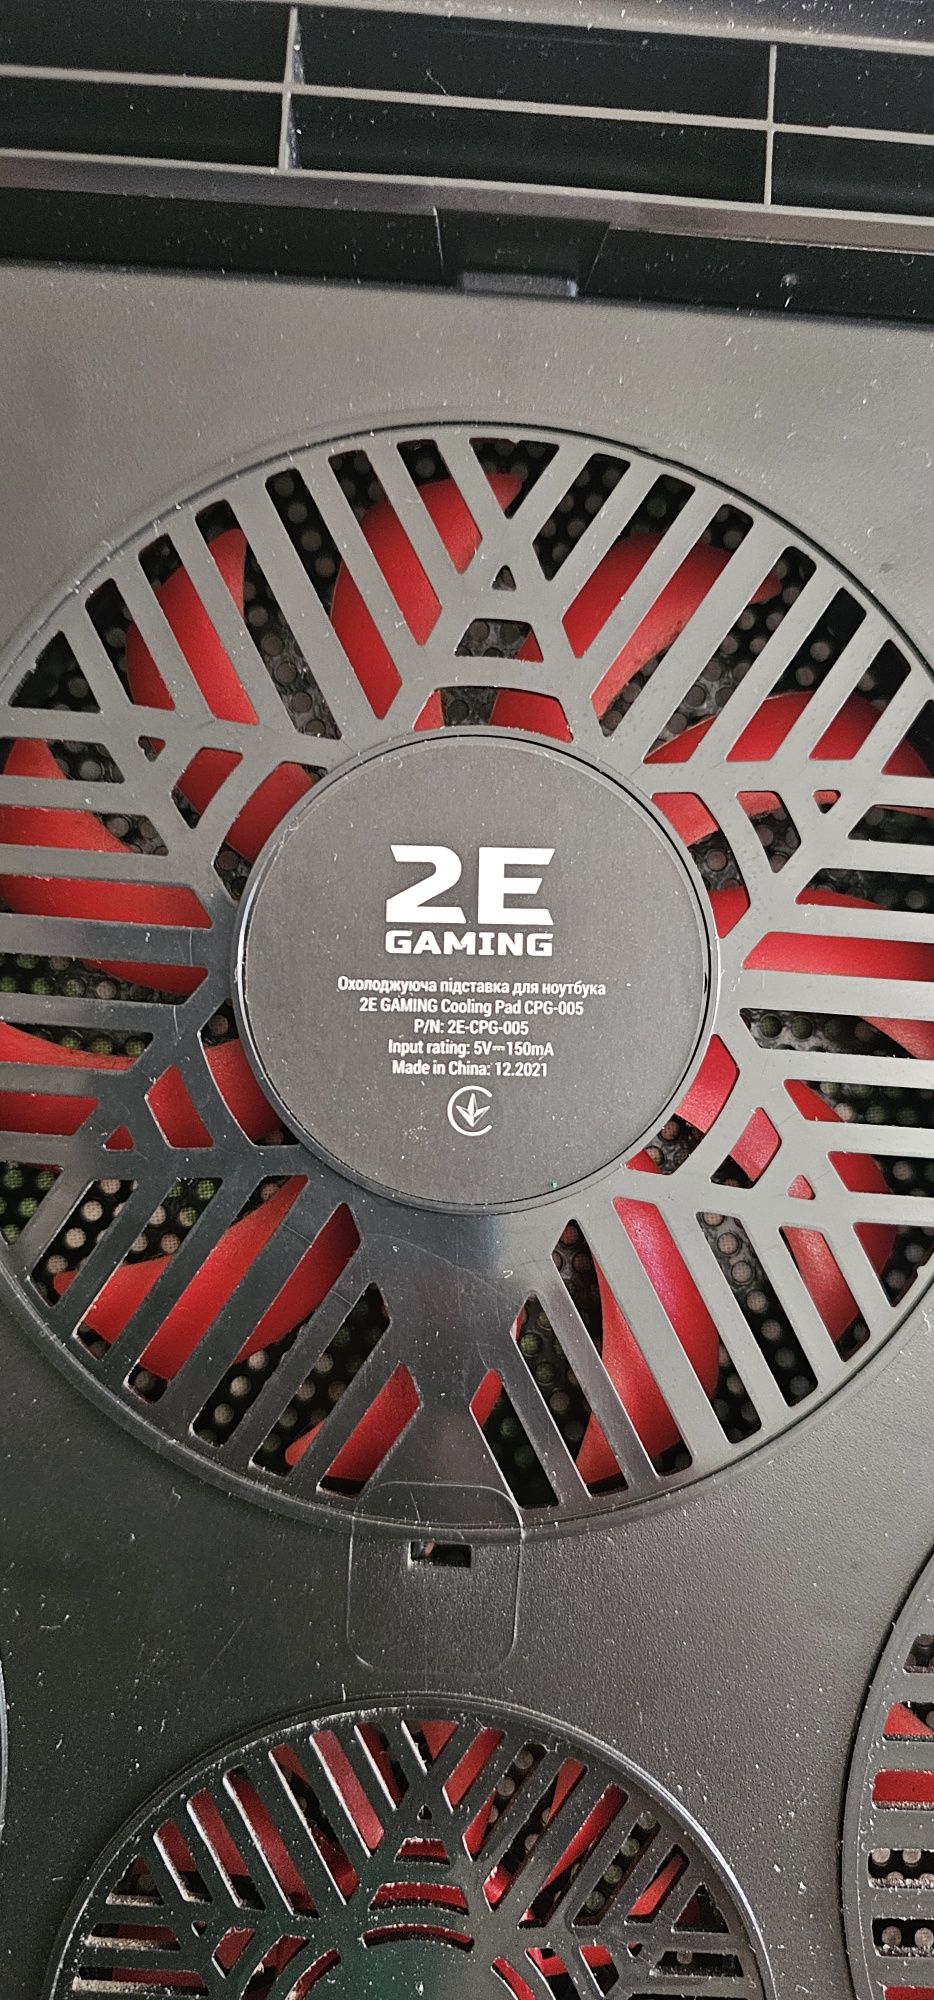 2E
GAMING
Охолоджуюча підставка для ноутбука
2E GAMING Cooling Pad CPG-005
P/N: 2E-CPG-005
Input rating: 5V⎓150mA
Made in China: 12.2021